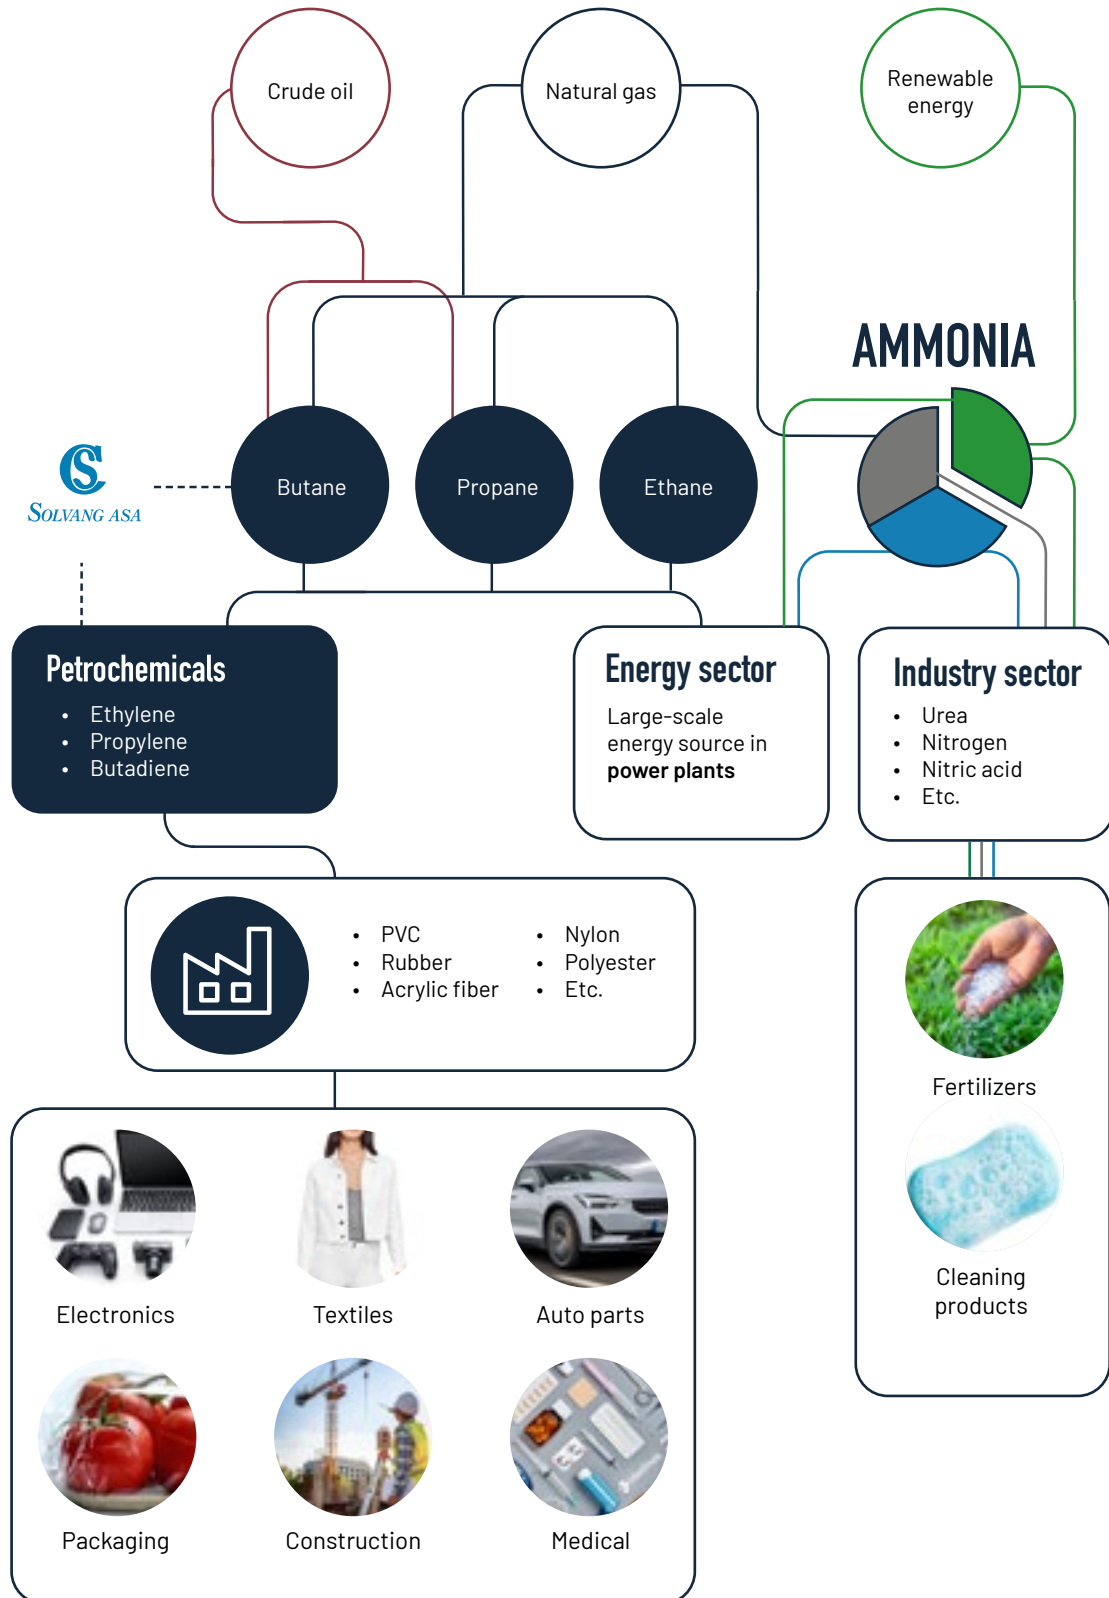 Crude oil
Natural gas
Renewable
energy
AMMONIA
Butane
Propane
Ethane
SOLVANG ASA
Petrochemicals
• Ethylene
• Propylene
• Butadiene
Energy sector
Large-scale
energy source in
power plants
Industry sector
• Urea
• Nitrogen
• Nitric acid
• Etc.
• PVC
• Rubber
• Acrylic fiber
• Nylon
• Polyester
• Etc.
Fertilizers
Cleaning
products
Electronics
Textiles
Auto parts
Packaging
Construction
Medical